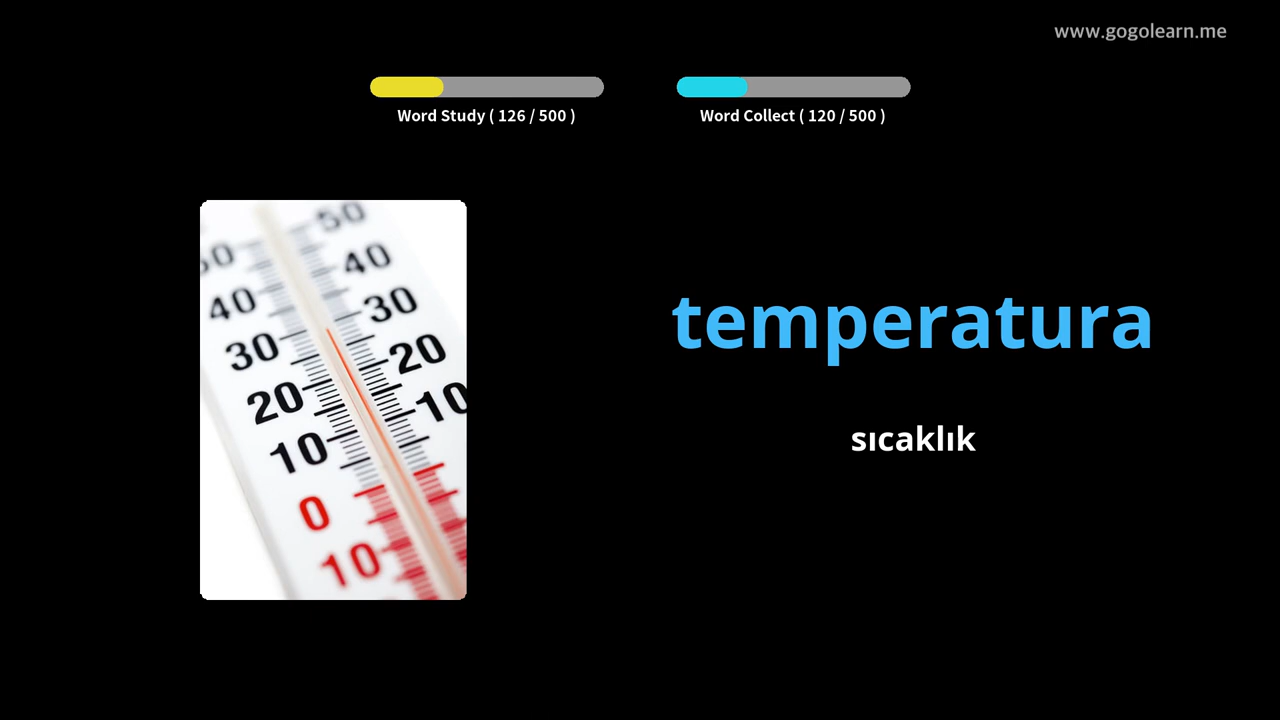 www.gogolearn.me
Word Study ( 126 / 500 )
Word Collect ( 120 / 500 )
50
40
30
20
10
40
30
20
10
0
10
temperatura
sıcaklık